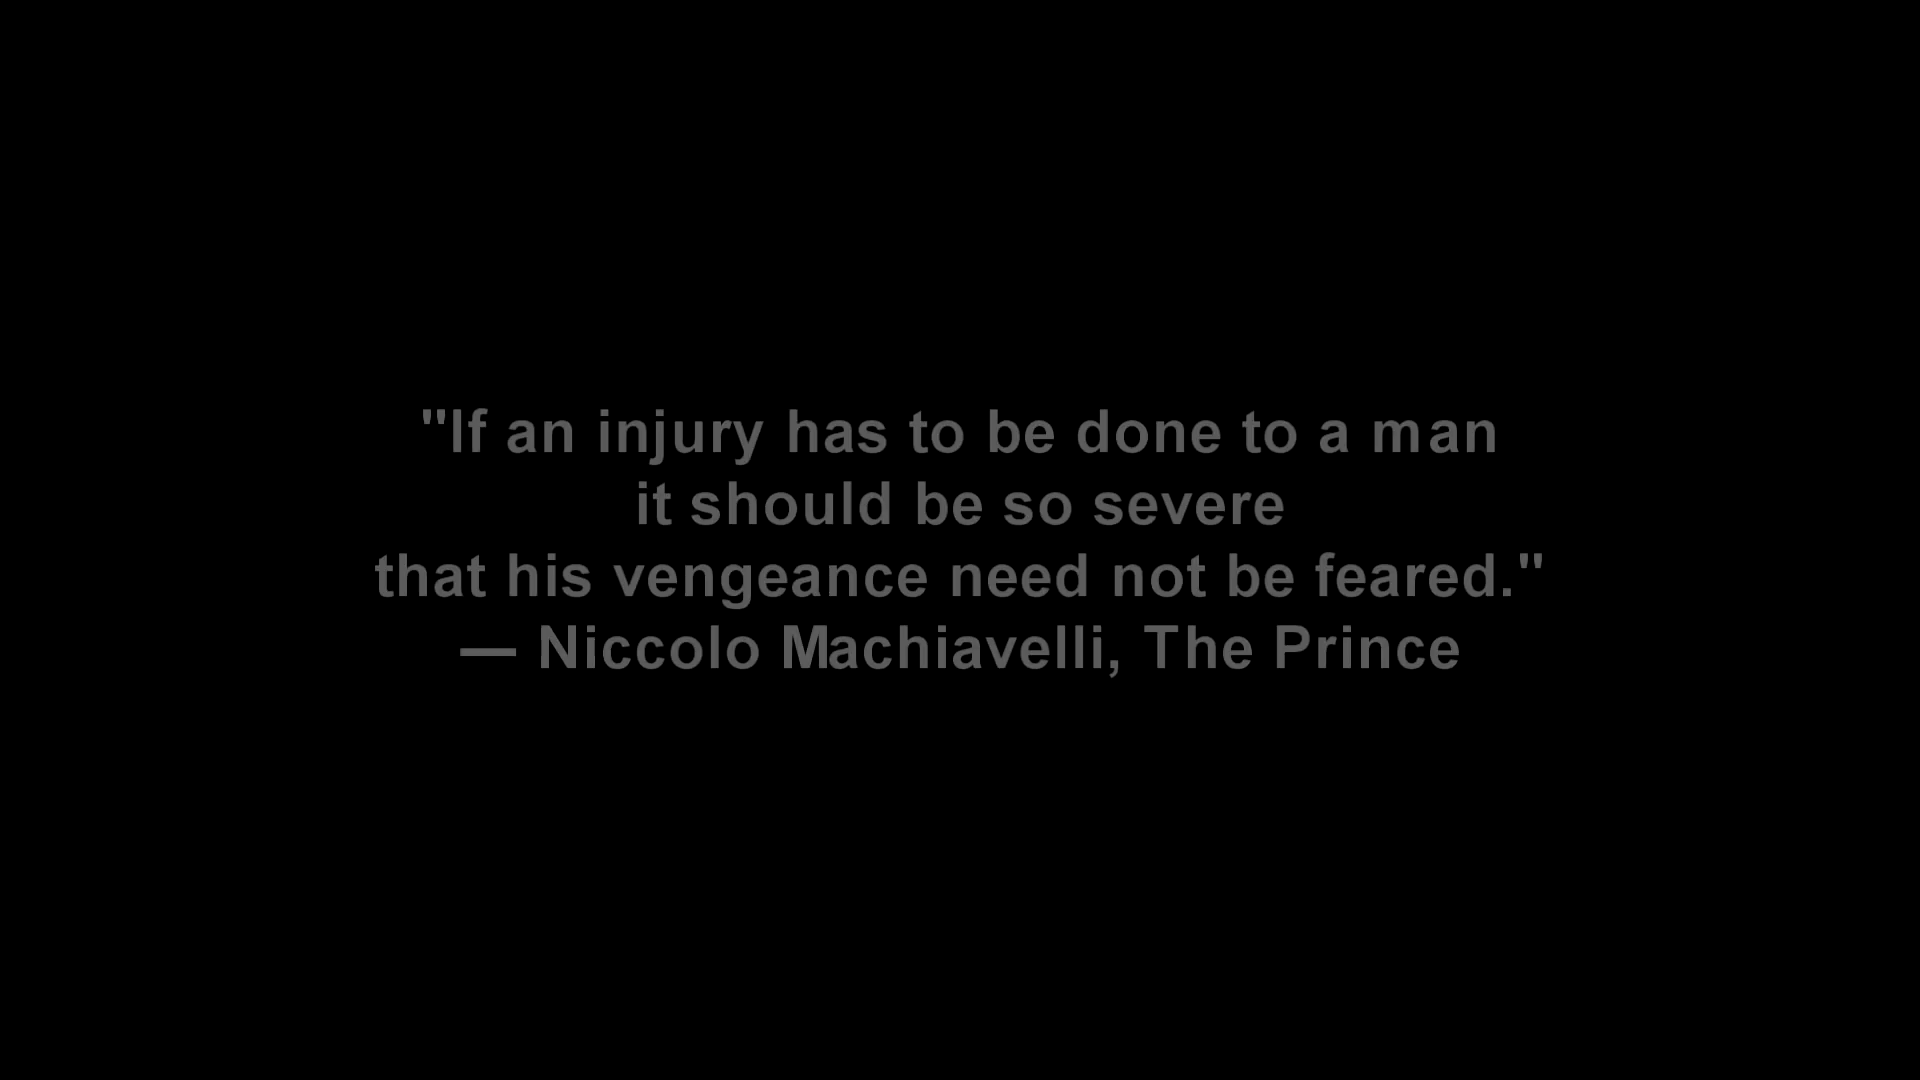 "If an injury has to be done to a man
it should be so severe
that his vengeance need not be feared."
— Niccolo Machiavelli, The Prince